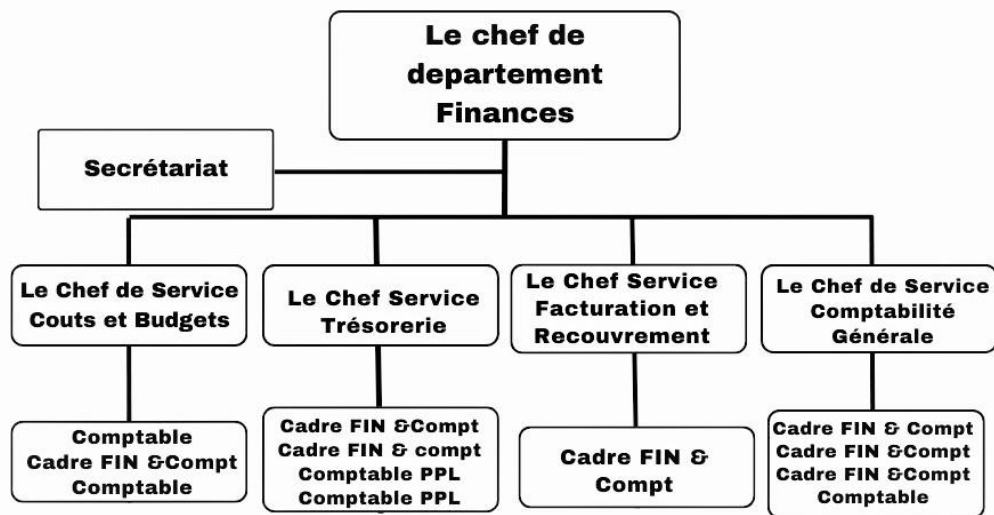 Le chef de
departement
Finances
Secrétariat
Le Chef de Service
Couts et Budgets
Le Chef Service
Trésorerie
Le Chef Service
Facturation et
Recouvrement
Le Chef de Service
Comptabilité
Générale
Comptable
Cadre FIN &Compt
Comptable
Cadre FIN &Compt
Cadre FIN & compt
Comptable PPL
Comptable PPL
Cadre FIN &
Compt
Cadre FIN & Compt
Cadre FIN &Compt
Cadre FIN &Compt
Comptable